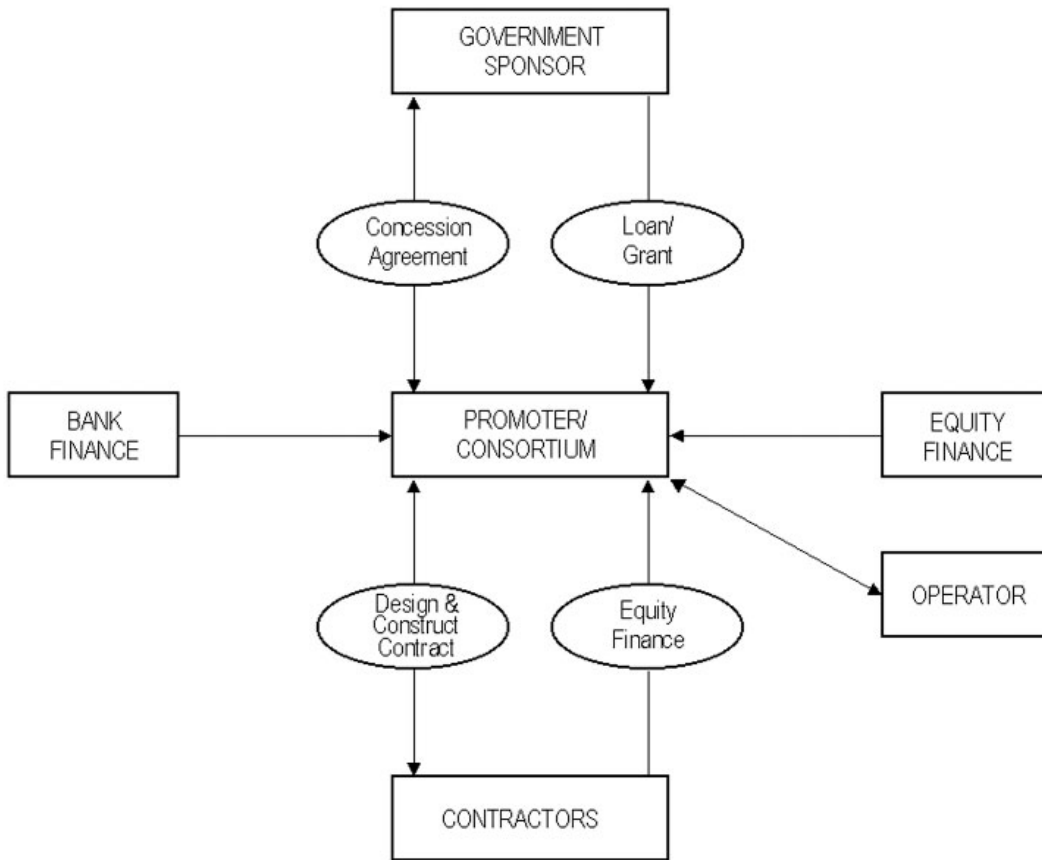 GOVERNMENT
SPONSOR
Concession
Agreement
Loan/
Grant
BANK
FINANCE
PROMOTER/
CONSORTIUM
EQUITY
FINANCE
Design &
Construct
Contract
Equity
Finance
OPERATOR
CONTRACTORS